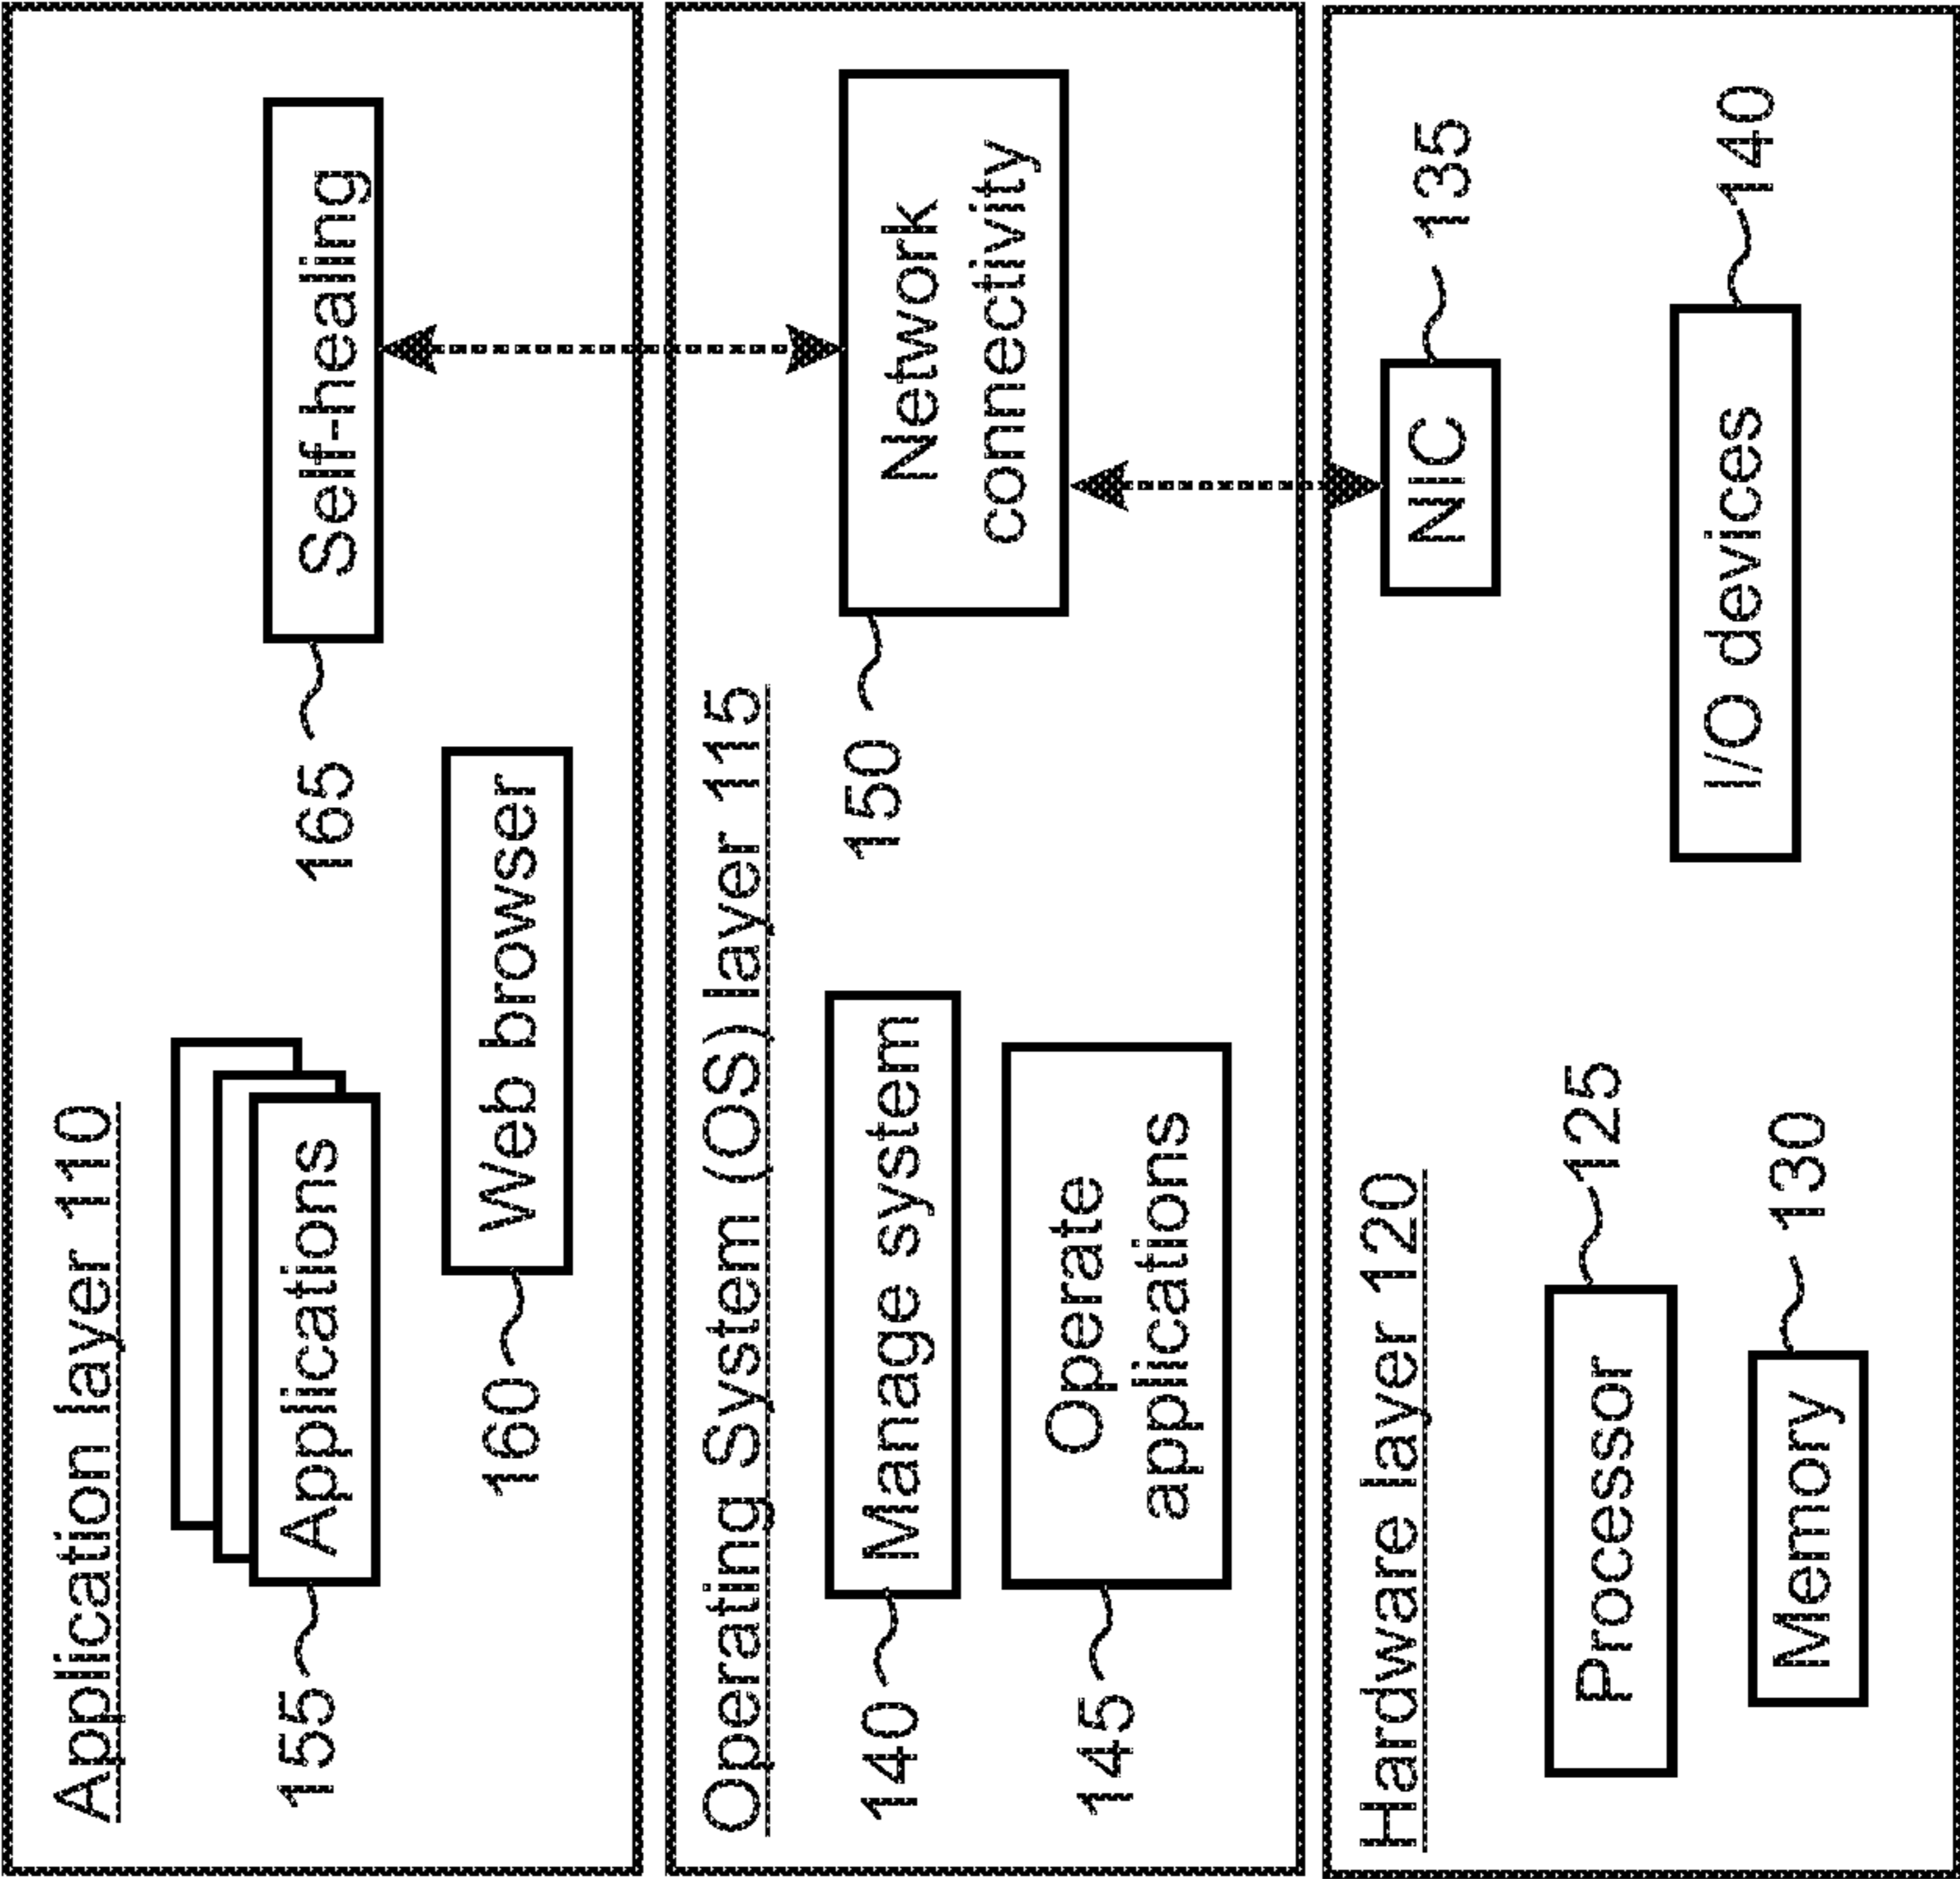 Application layer 110
Applications
155
Web browser
160
Self-healing
165
Operating System (OS) layer 115
Manage system
140
Operate
applications
145
Network
connectivity
150
Hardware layer 120
Processor
125
Memory
130
NIC
135
I/O devices
140